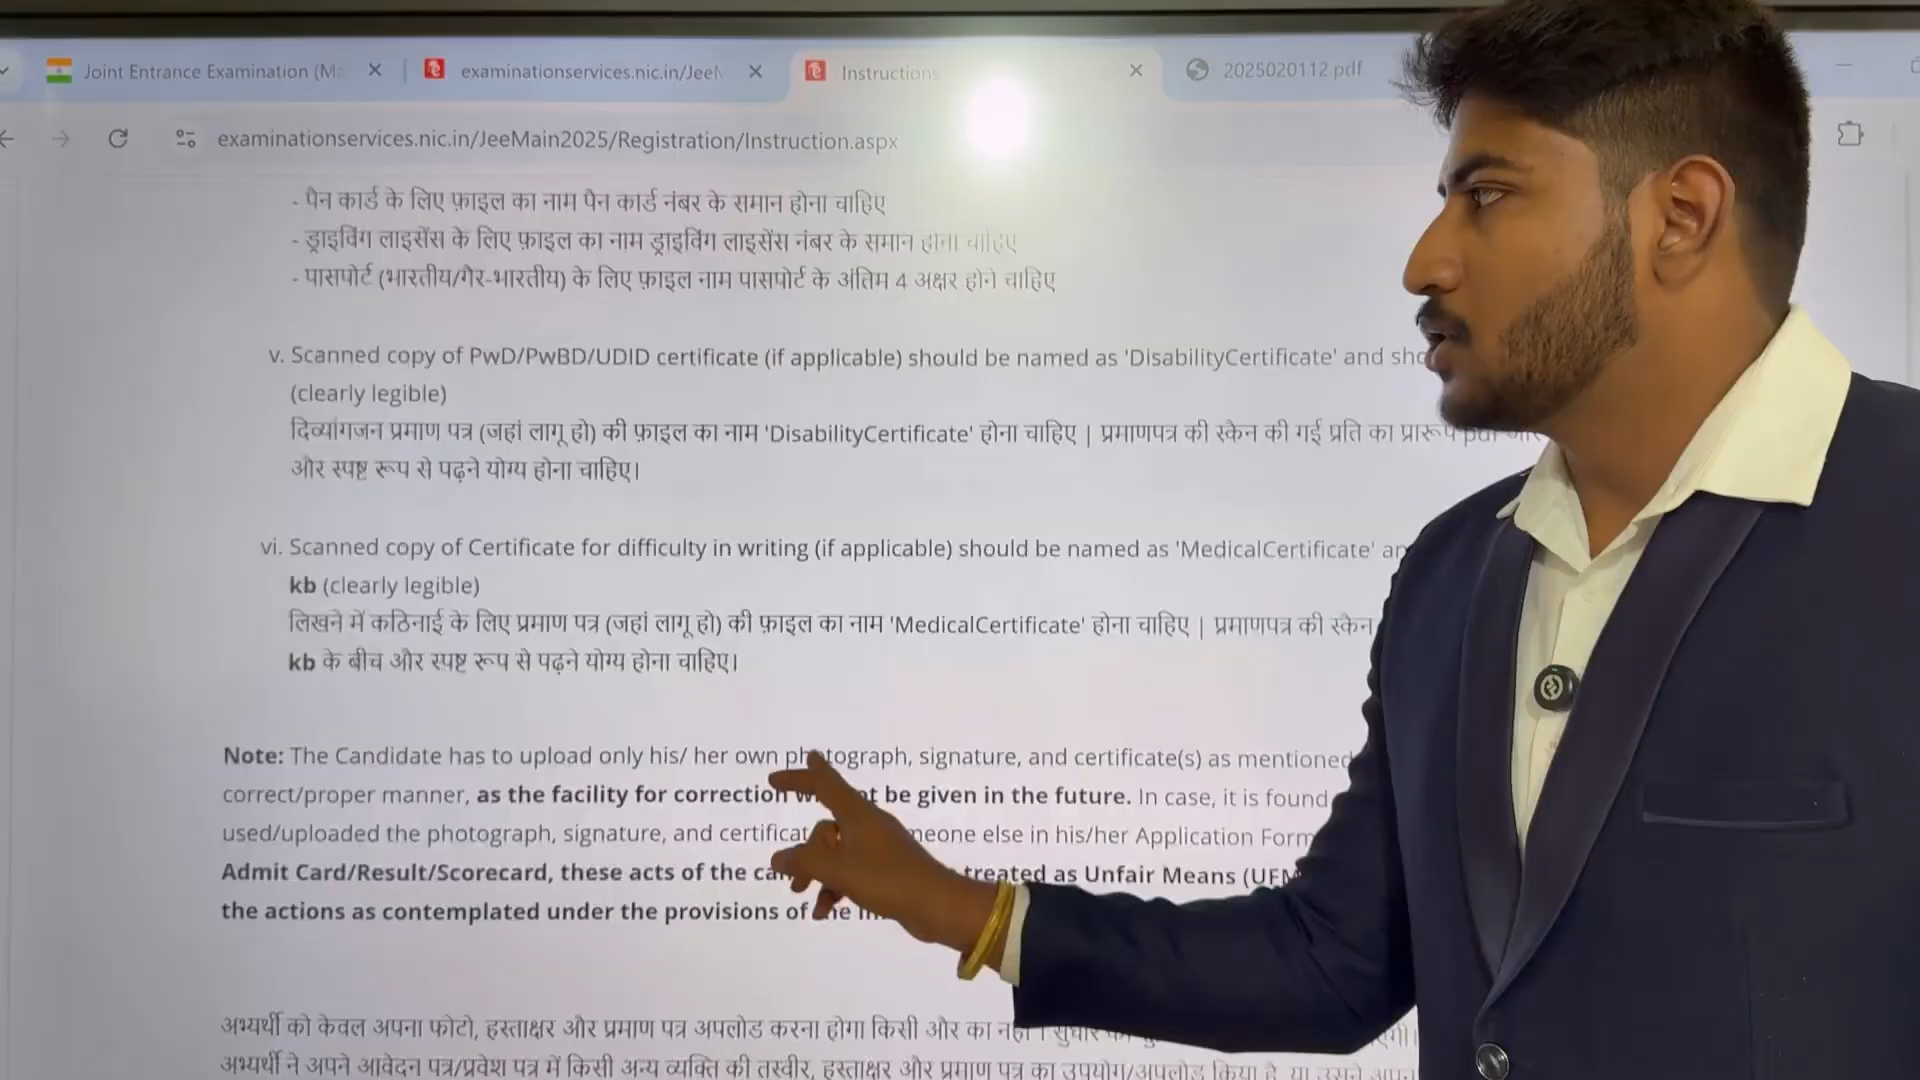 Joint Entrance Examination (Ma
examinationservices.nic.in/JeeM
Instructions
2025020112.pdf
examinationservices.nic.in/JeeMain2025/Registration/Instruction.aspx
- पैन कार्ड के लिए फ़ाइल का नाम पैन कार्ड नंबर के समान होना चाहिए
- ड्राइविंग लाइसेंस के लिए फ़ाइल का नाम ड्राइविंग लाइसेंस नंबर के समान होना चाहिए
- पासपोर्ट (भारतीय/गैर-भारतीय) के लिए फ़ाइल नाम पासपोर्ट के अंतिम 4 अक्षर होने चाहिए
v. Scanned copy of PwD/PwBD/UDID certificate (if applicable) should be named as 'DisabilityCertificate' and
(clearly legible)
दिव्यांगजन प्रमाण पत्र (जहां लागू हो) की फ़ाइल का नाम 'DisabilityCertificate' होना चाहिए | प्रमाणपत्र की स्कैन की गई प्रति का प्रारूप pdf
और स्पष्ट रूप से पढ़ने योग्य होना चाहिए।
vi. Scanned copy of Certificate for difficulty in writing (if applicable) should be named as 'MedicalCertificate'
kb (clearly legible)
लिखने में कठिनाई के लिए प्रमाण पत्र (जहां लागू हो) की फ़ाइल का नाम 'MedicalCertificate' होना चाहिए | प्रमाणपत्र की स्कैन
kb के बीच और स्पष्ट रूप से पढ़ने योग्य होना चाहिए।
Note: The Candidate has to upload only his/ her own photograph, signature, and certificate(s) as mentioned
correct/proper manner, as the facility for correction be given in the future. In case, it is found
used/uploaded the photograph, signature, and else in his/her Application Form
Admit Card/Result/Scorecard, these acts of the treated as Unfair Means (UFM
the actions as contemplated under the provisions of
अभ्यर्थी को केवल अपना फोटो, हस्ताक्षर और प्रमाण पत्र अपलोड करना होगा किसी और का नहीं।
अभ्यर्थी ने अपने आवेदन पत्र/प्रवेश पत्र में किसी अन्य व्यक्ति की तस्वीर, हस्ताक्षर और प्रमाण पत्र का उपयोग/अपलोड किया है, या उसने